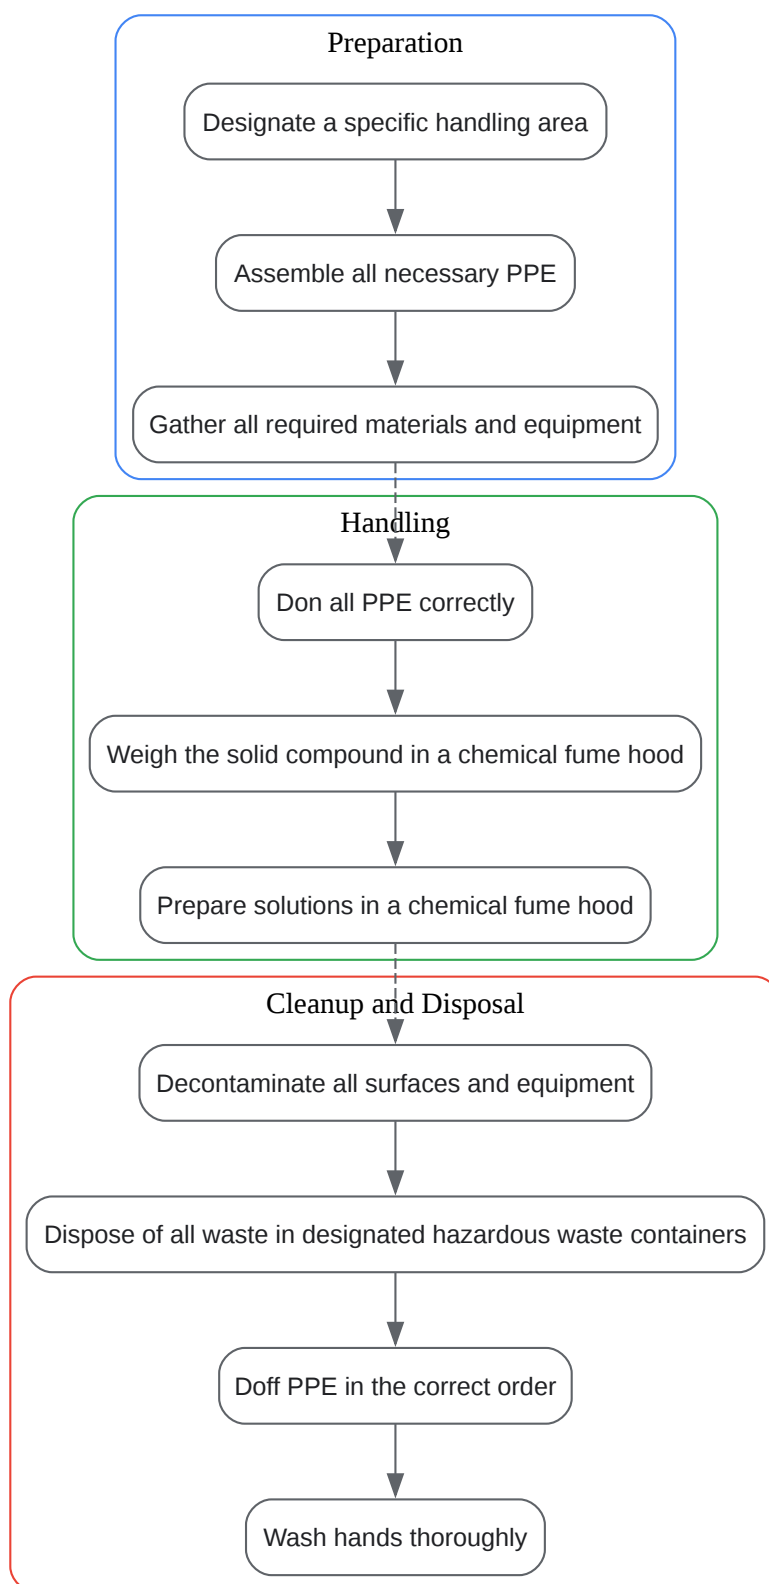 Preparation
Designate a specific handling area
Assemble all necessary PPE
Gather all required materials and equipment
Handling
Don all PPE correctly
Weigh the solid compound in a chemical fume hood
Prepare solutions in a chemical fume hood
Cleanup and Disposal
Decontaminate all surfaces and equipment
Dispose of all waste in designated hazardous waste containers
Doff PPE in the correct order
Wash hands thoroughly